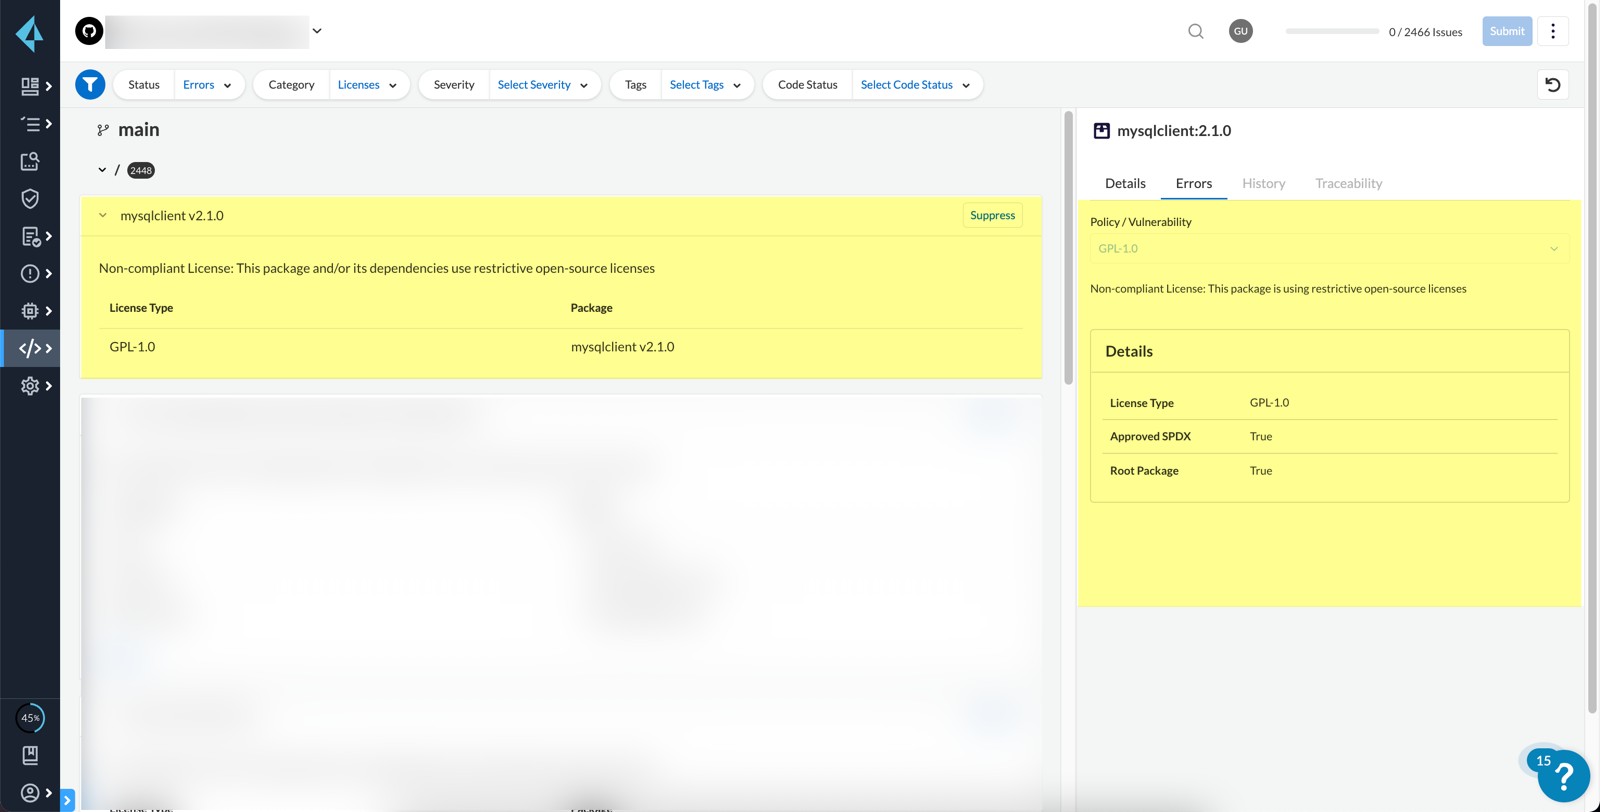 GU
0 / 2466 Issues
Submit
Status Errors
Category Licenses
Severity Select Severity
Tags Select Tags
Code Status Select Code Status
main
/ 2448
mysqlclient v2.1.0
Suppress
Non-compliant License: This package and/or its dependencies use restrictive open-source licenses
License Type Package
GPL-1.0 mysqlclient v2.1.0
mysqlclient:2.1.0
Details Errors History Traceability
Policy / Vulnerability
GPL-1.0
Non-compliant License: This package is using restrictive open-source licenses
Details
License Type GPL-1.0
Approved SPDX True
Root Package True
45%
15
?